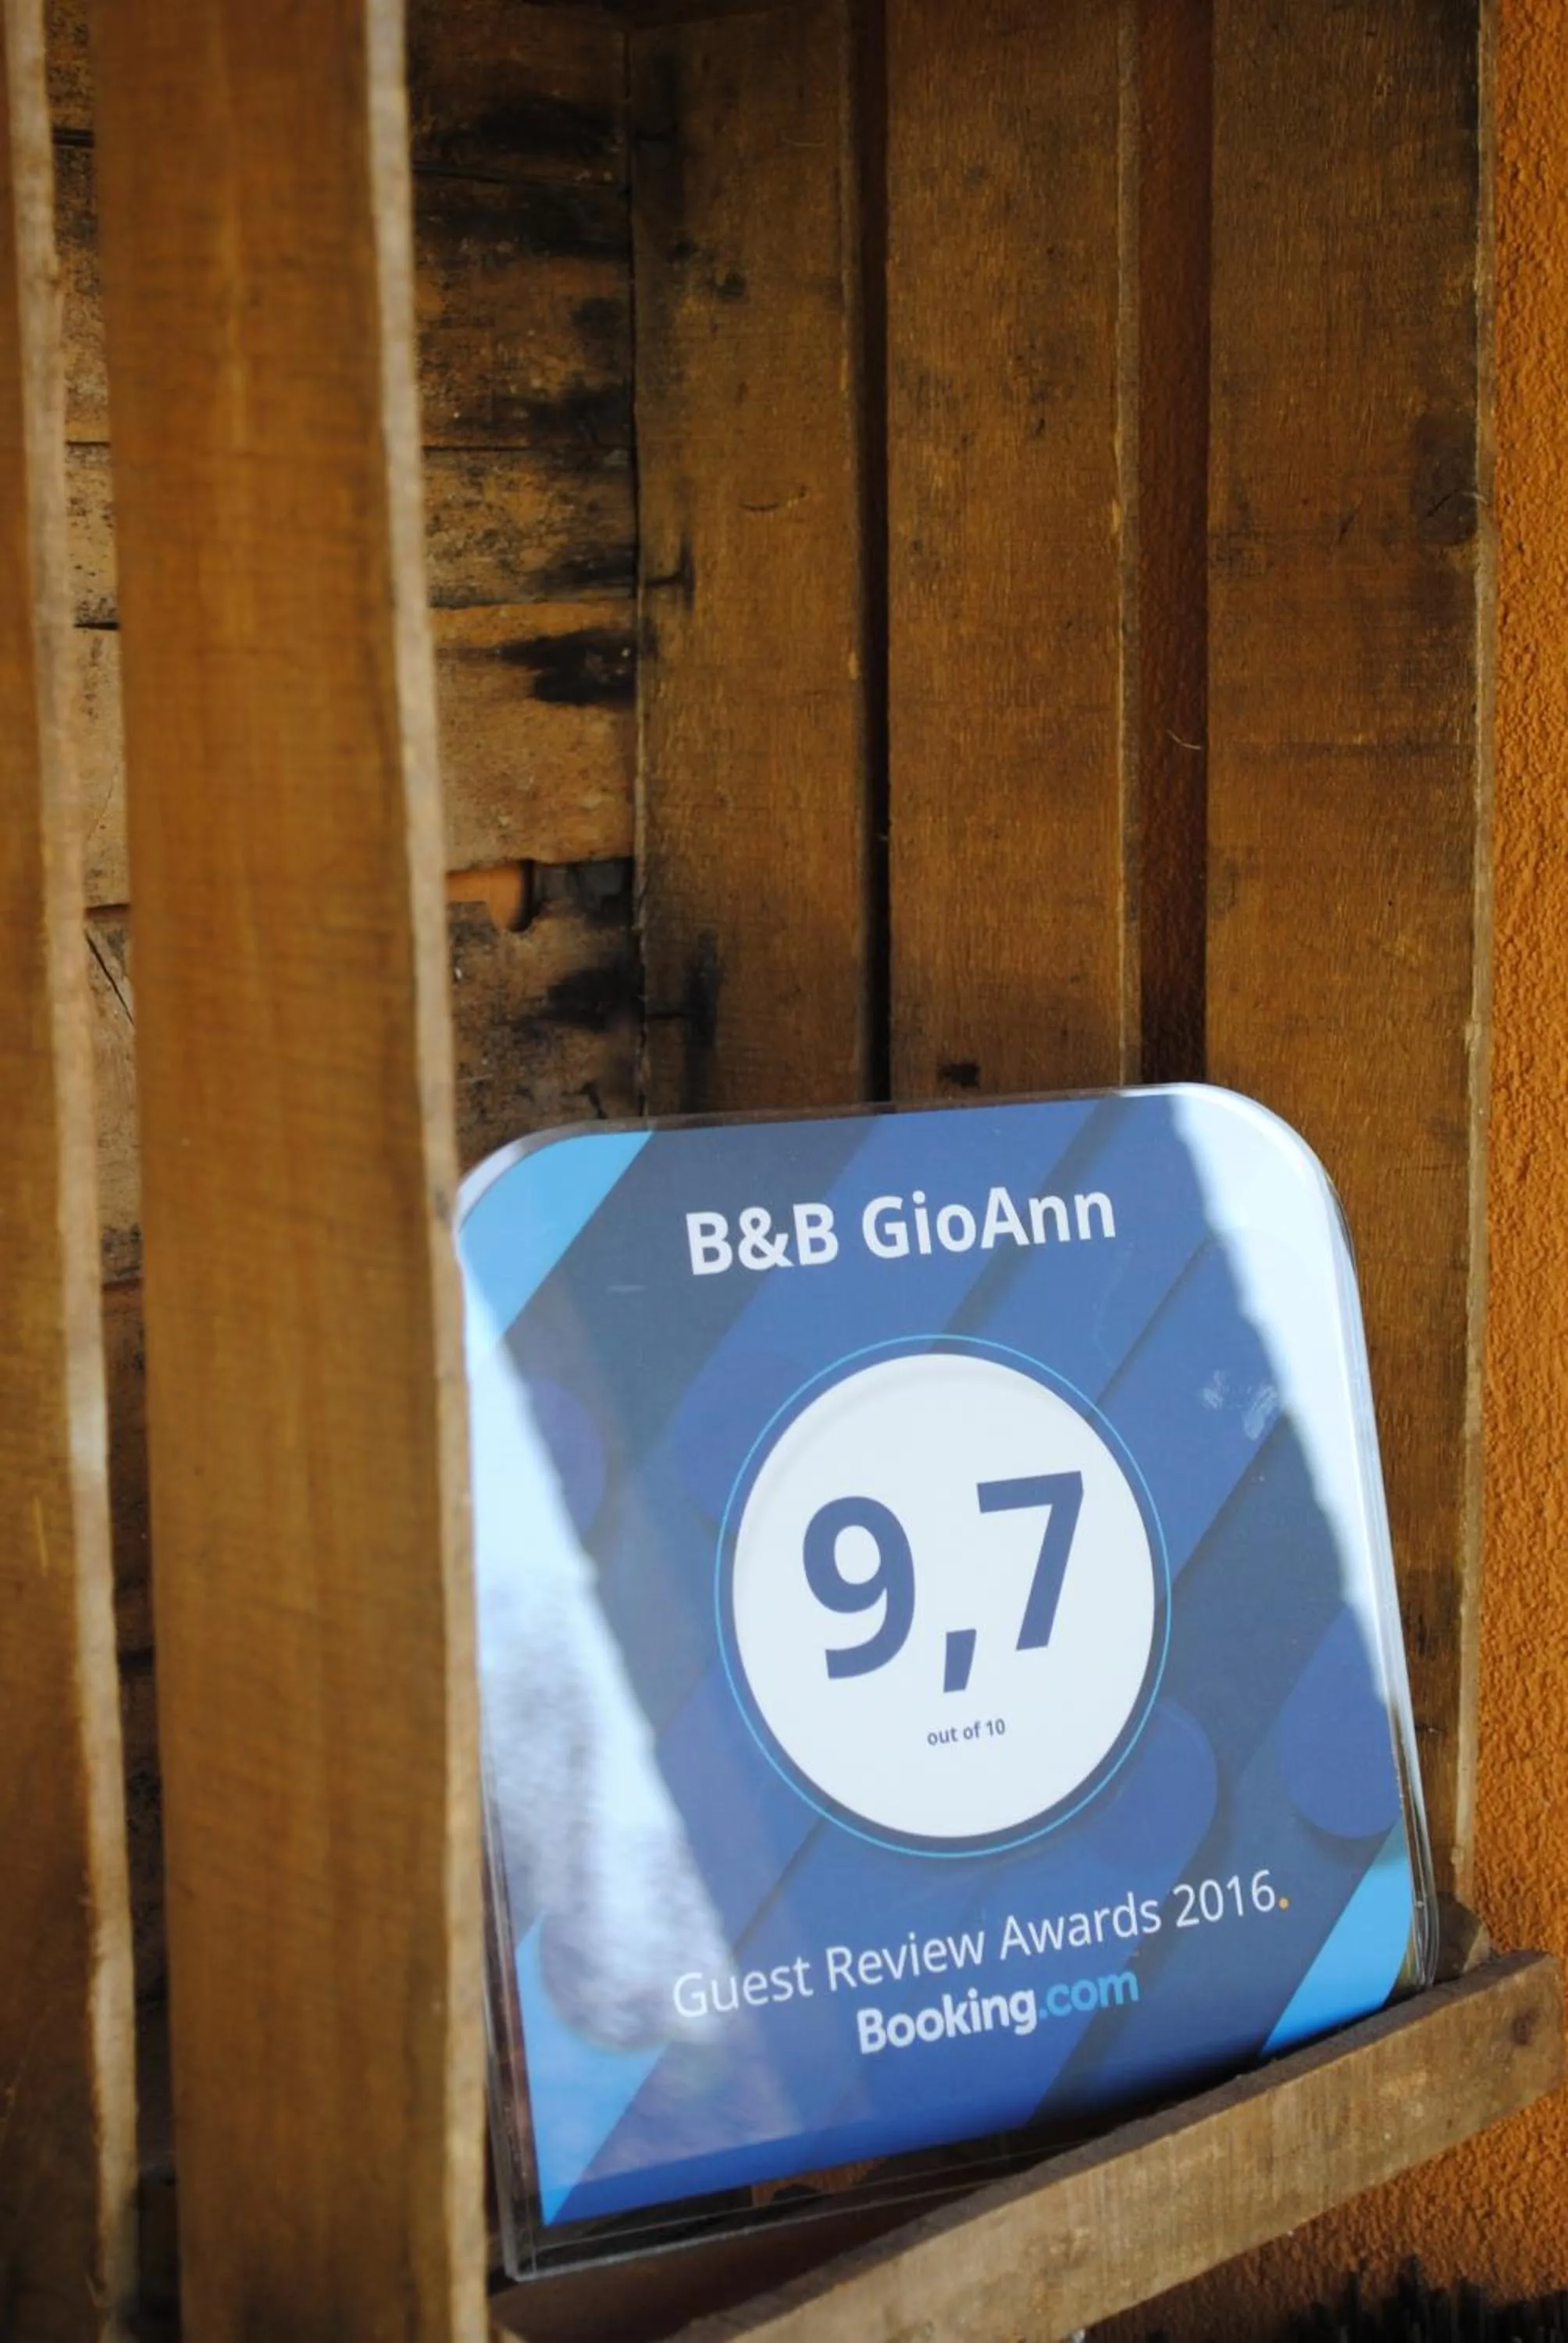 B&B GioAnn
9,7
out of 10
Guest Review Awards 2016.
Booking.com